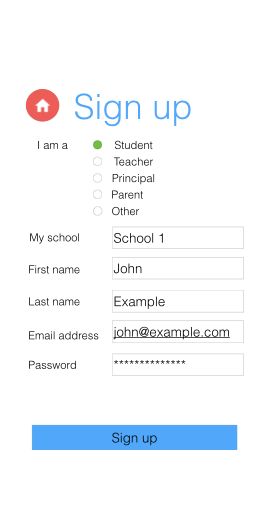 Sign up
I am a Student
Teacher
Principal
Parent
Other
My school School 1
First name John
Last name Example
Email address john@example.com
Password **************
Sign up